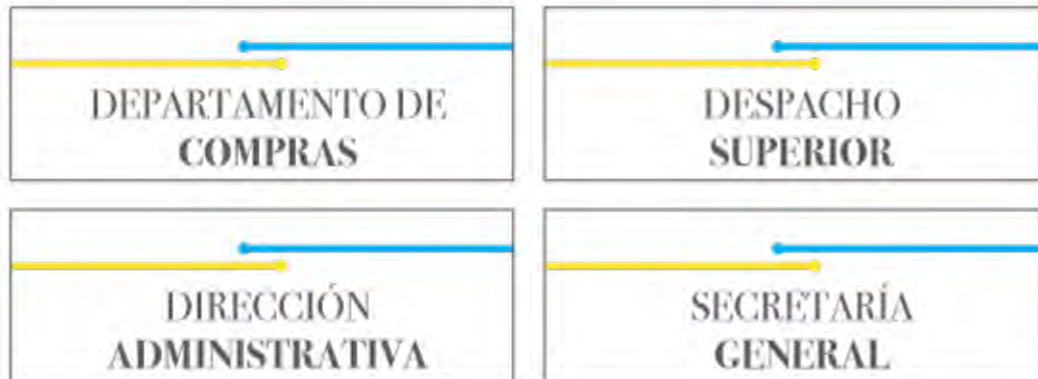 DEPARTAMENTO DE
COMPRAS
DESPACHO
SUPERIOR
DIRECCIÓN
ADMINISTRATIVA
SECRETARÍA
GENERAL